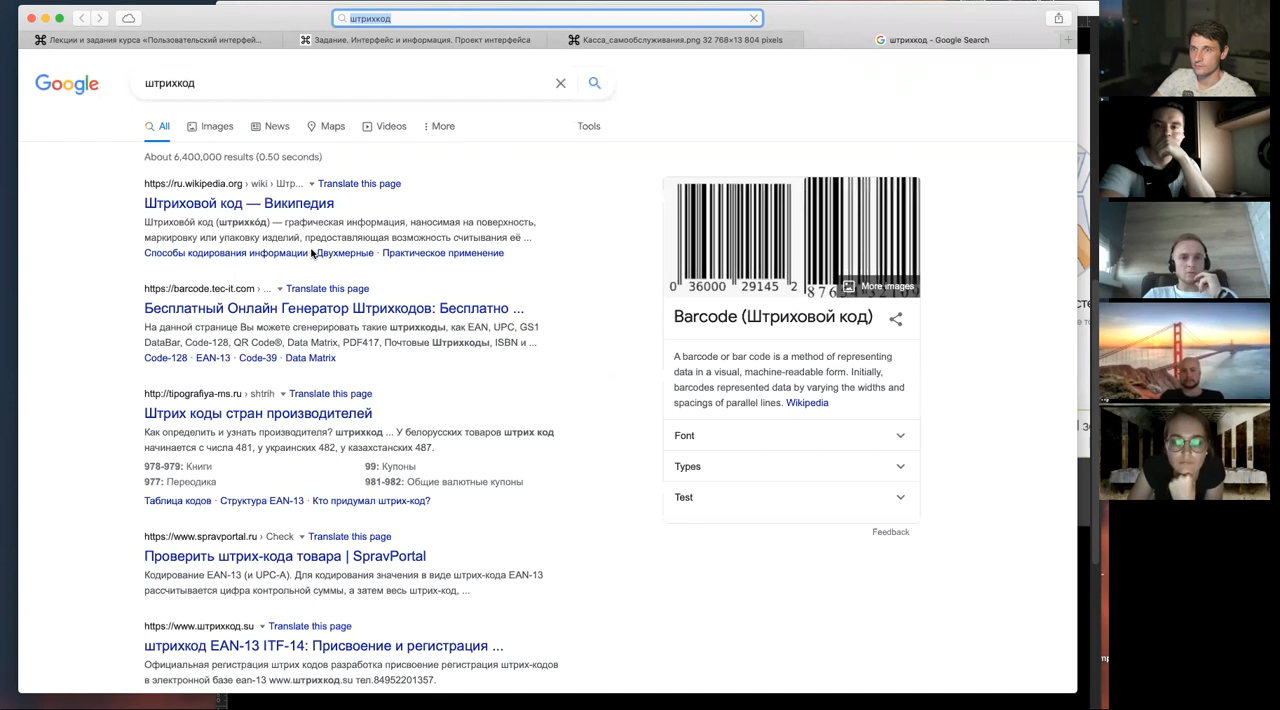 штрихкод
Лекции и задания курса «Пользовательский интерфей...
Задание. Интерфейс и информация. Проект интерфейса
Касса_самообслуживания.png 32 768×13 804 pixels
штрихкод - Google Search
Google
штрихкод
All
Images
News
Maps
Videos
More
Tools
About 6,400,000 results (0.50 seconds)
https://ru.wikipedia.org › wiki › Штр... Translate this page
Штриховой код — Википедия
Штрихово́й код (штрихко́д) — графическая информация, наносимая на поверхность,
маркировку или упаковку изделий, предоставляющая возможность считывания её ...
Способы кодирования информации · Двухмерные · Практическое применение
https://barcode.tec-it.com › ... Translate this page
Бесплатный Онлайн Генератор Штрихкодов: Бесплатно ...
На данной странице Вы можете сгенерировать такие штрихкоды, как EAN, UPC, GS1
DataBar, Code-128, QR Code®, Data Matrix, PDF417, Почтовые Штрихкоды, ISBN и ...
Code-128 · EAN-13 · Code-39 · Data Matrix
http://tipografiya-rns.ru › shtrih Translate this page
Штрих коды стран производителей
Как определить и узнать производителя? штрихкод ... У белорусских товаров штрих код
начинается с числа 481, у украинских 482, у казахстанских 487.
978-979: Книги 99: Купоны
977: Переодика 981-982: Общие валютные купоны
Таблица кодов · Структура EAN-13 · Кто придумал штрих-код?
https://www.spravportal.ru › Check Translate this page
Проверить штрих-кода товара | SpravPortal
Кодирование EAN-13 (и UPC-A). Для кодирования значения в виде штрих-кода EAN-13
рассчитывается цифра контрольной суммы, а затем весь штрих-код, ...
https://www.штрихкод.su Translate this page
штрихкод EAN-13 ITF-14: Присвоение и регистрация ...
Официальная регистрация штрих кодов разработка присвоение регистрация штрих-кодов
в электронной базе ean-13 www.штрихкод.su тел.84952201357.
0 36000 29145 2
More images
Barcode (Штриховой код)
A barcode or bar code is a method of representing
data in a visual, machine-readable form. Initially,
barcodes represented data by varying the widths and
spacings of parallel lines. Wikipedia
Font
Types
Test
Feedback